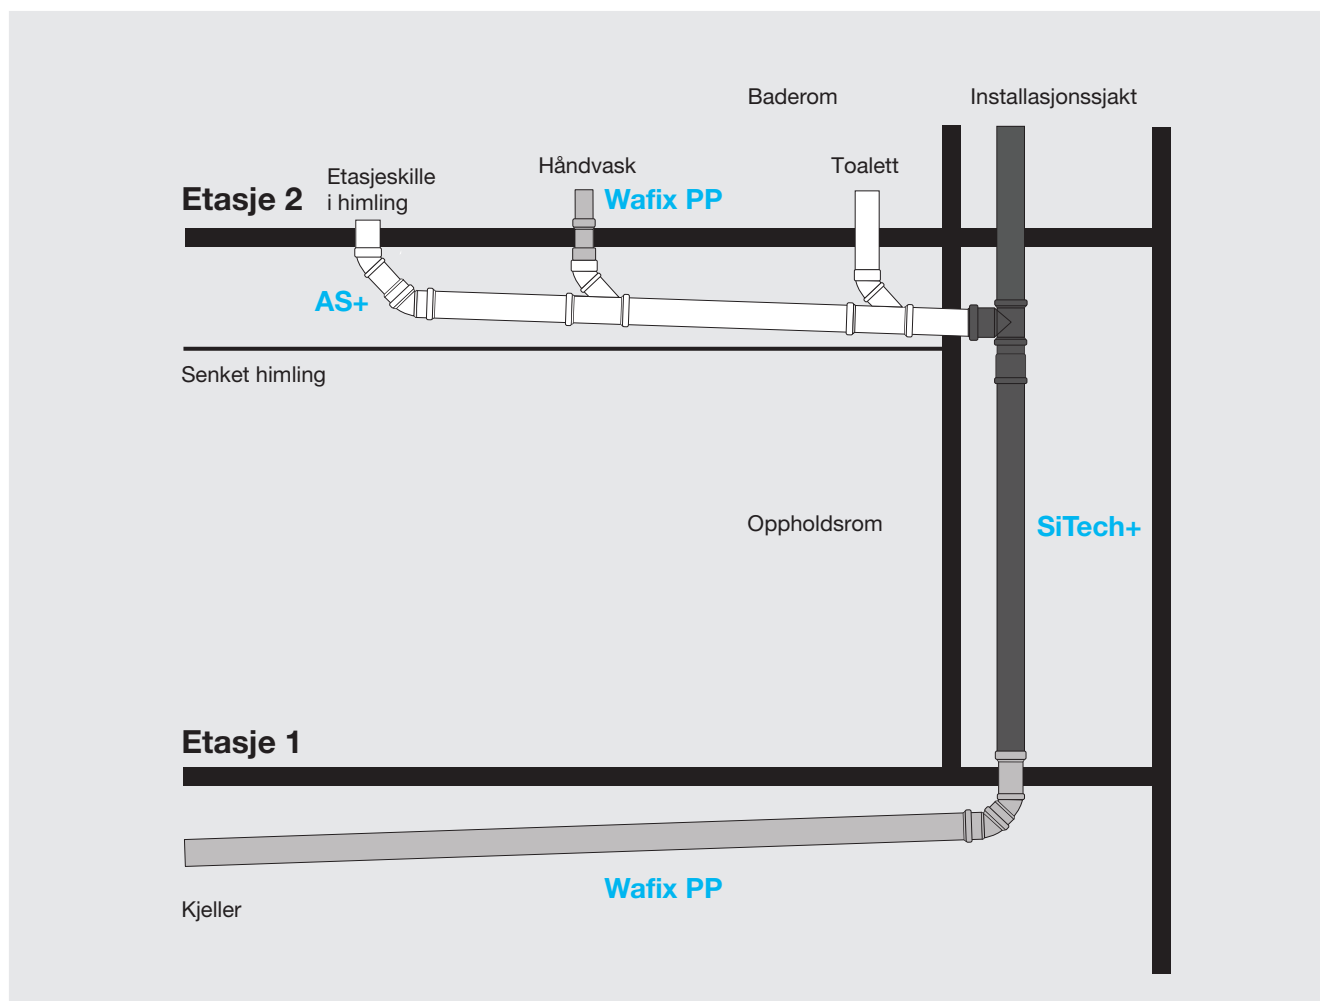 Baderom
Installasjonssjakt
Etasje 2
Etasjeskille
i himling
Håndvask
Wafix PP
Toalett
AS+
Senket himling
Oppholdsrom
SiTech+
Etasje 1
Wafix PP
Kjeller